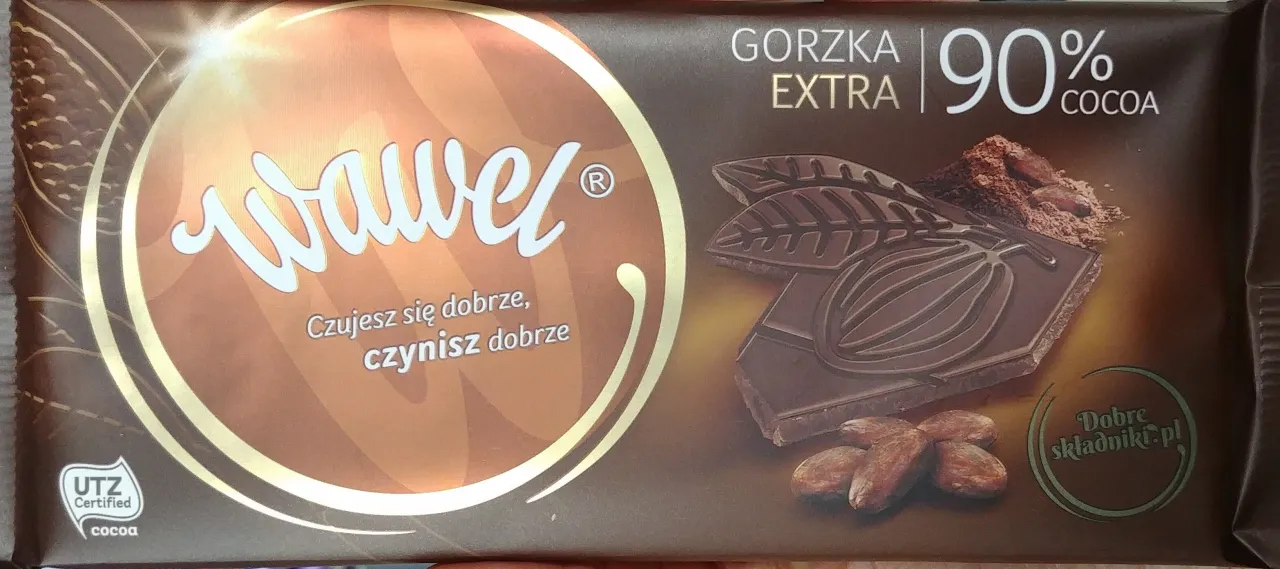 wawel®
Czujesz się dobrze,
czynisz dobrze
GORZKA
EXTRA
90%
COCOA
Dobre
składniki.pl
UTZ
Certified
cocoa